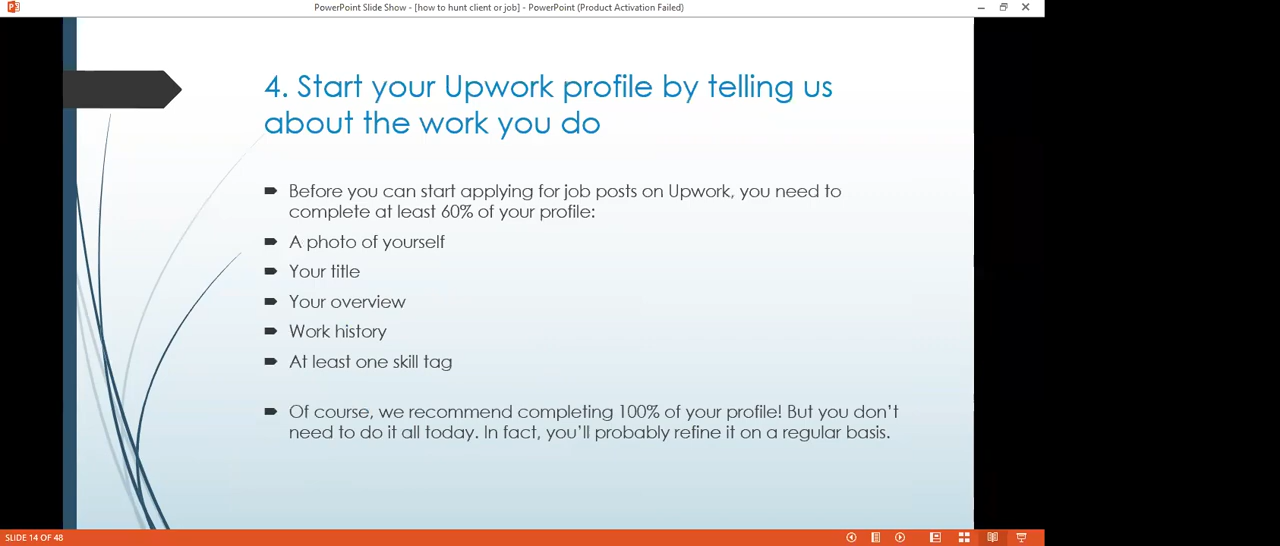 PowerPoint Slide Show - [how to hunt client or job] - PowerPoint (Product Activation Failed)
4. Start your Upwork profile by telling us
about the work you do
Before you can start applying for job posts on Upwork, you need to
complete at least 60% of your profile:
A photo of yourself
Your title
Your overview
Work history
At least one skill tag
Of course, we recommend completing 100% of your profile! But you don’t
need to do it all today. In fact, you’ll probably refine it on a regular basis.
SLIDE 14 OF 48